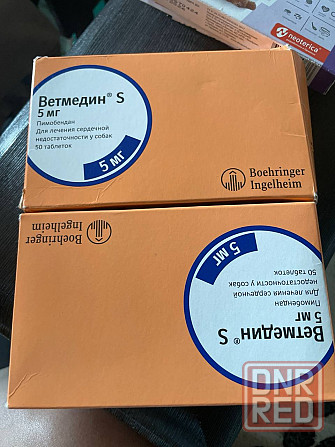 neoterica
Ветмедин® S
5 мг
Пимобендан
Для лечения сердечной
недостаточности у собак
50 таблеток
5 мг
Boehringer
Ingelheim
Boehringer
Ingelheim
Ветмедин® S
5 мг
Пимобендан
Для лечения сердечной
недостаточности у собак
50 таблеток
5 мг
DNR
RED